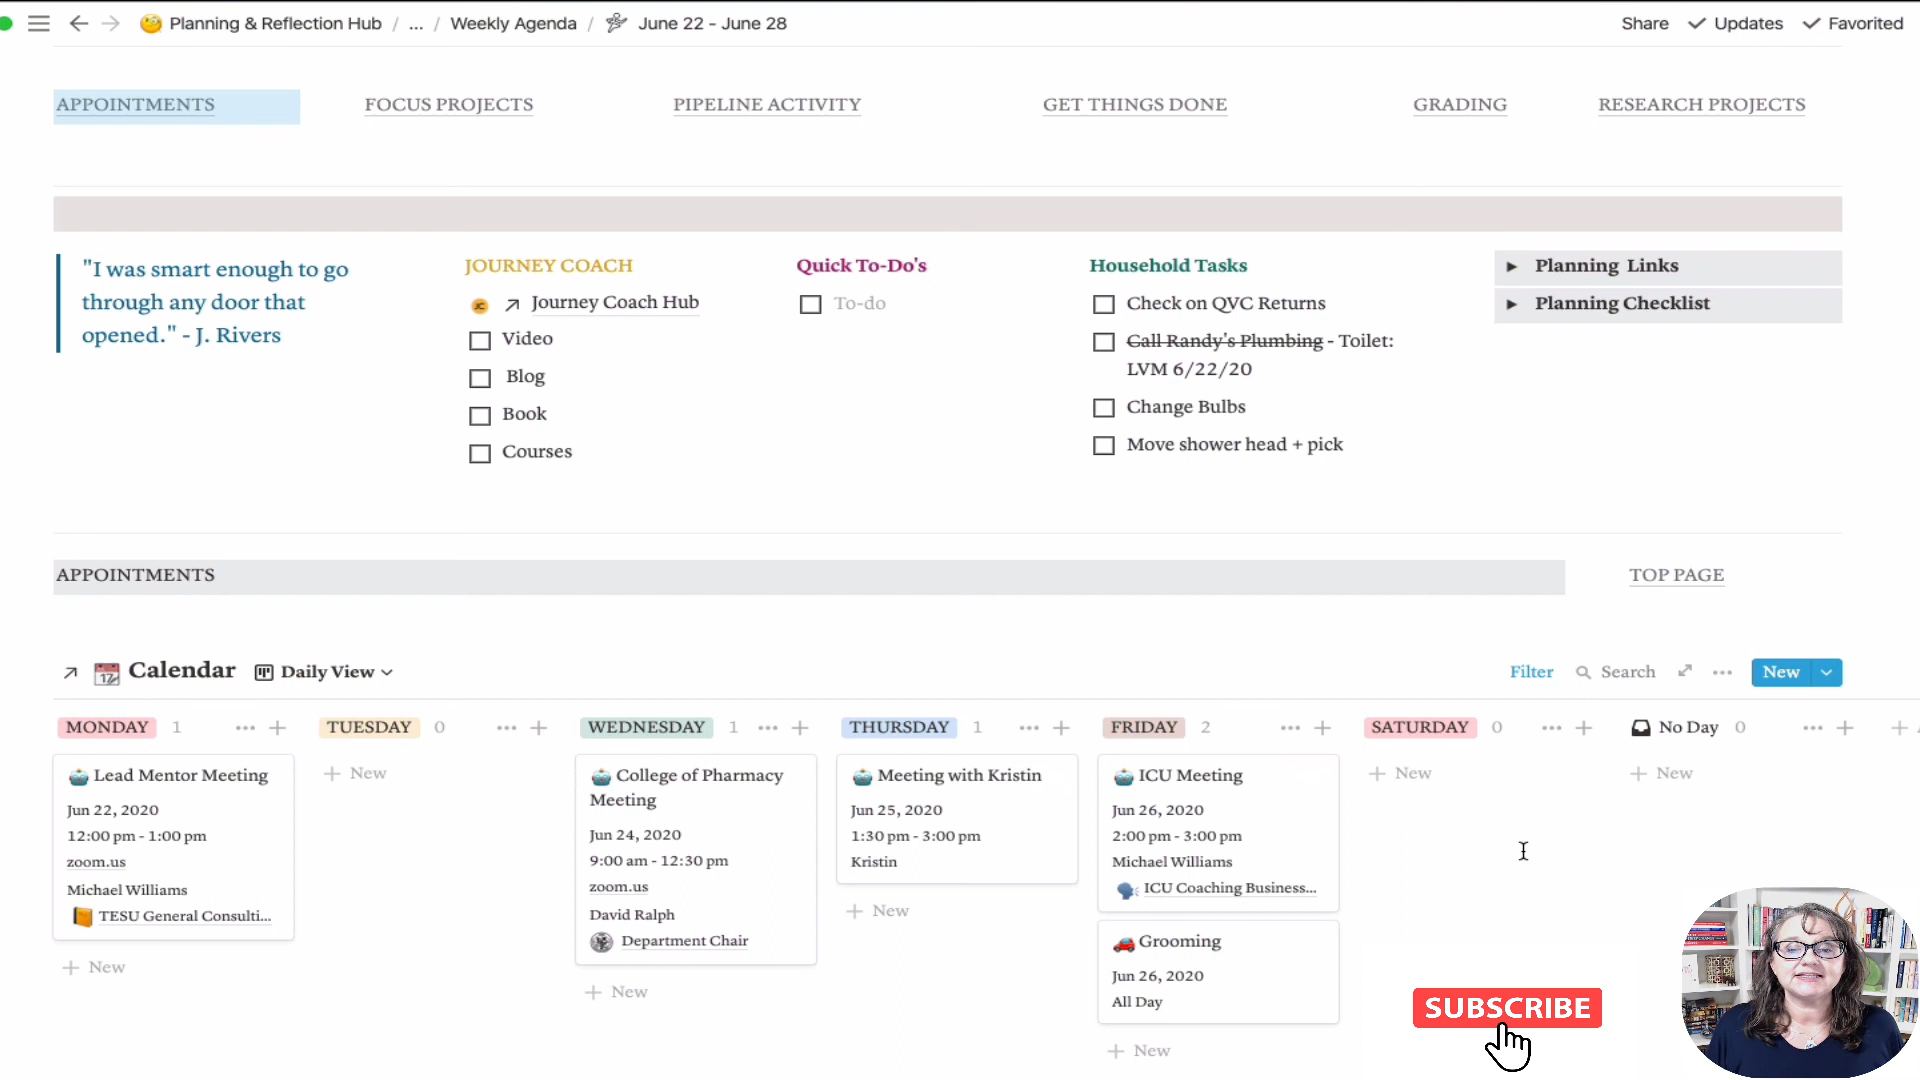 Planning & Reflection Hub / ... / Weekly Agenda / June 22 - June 28
Share Updates Favorited
APPOINTMENTS FOCUS PROJECTS PIPELINE ACTIVITY GET THINGS DONE GRADING RESEARCH PROJECTS
"I was smart enough to go
through any door that
opened." - J. Rivers
JOURNEY COACH
Journey Coach Hub
Video
Blog
Book
Courses
Quick To-Do's
To-do
Household Tasks
Check on QVC Returns
Call Randy's Plumbing - Toilet:
LVM 6/22/20
Change Bulbs
Move shower head + pick
Planning Links
Planning Checklist
APPOINTMENTS
TOP PAGE
Calendar Daily View
Filter Search ... New
MONDAY 1
Lead Mentor Meeting
Jun 22, 2020
12:00 pm - 1:00 pm
zoom.us
Michael Williams
TESU General Consulti...
+ New
TUESDAY 0
+ New
WEDNESDAY 1
College of Pharmacy
Meeting
Jun 24, 2020
9:00 am - 12:30 pm
zoom.us
David Ralph
Department Chair
+ New
THURSDAY 1
Meeting with Kristin
Jun 25, 2020
1:30 pm - 3:00 pm
Kristin
+ New
FRIDAY 2
ICU Meeting
Jun 26, 2020
2:00 pm - 3:00 pm
Michael Williams
ICU Coaching Business...
Grooming
Jun 26, 2020
All Day
+ New
SATURDAY 0
+ New
No Day 0
+ New
SUBSCRIBE